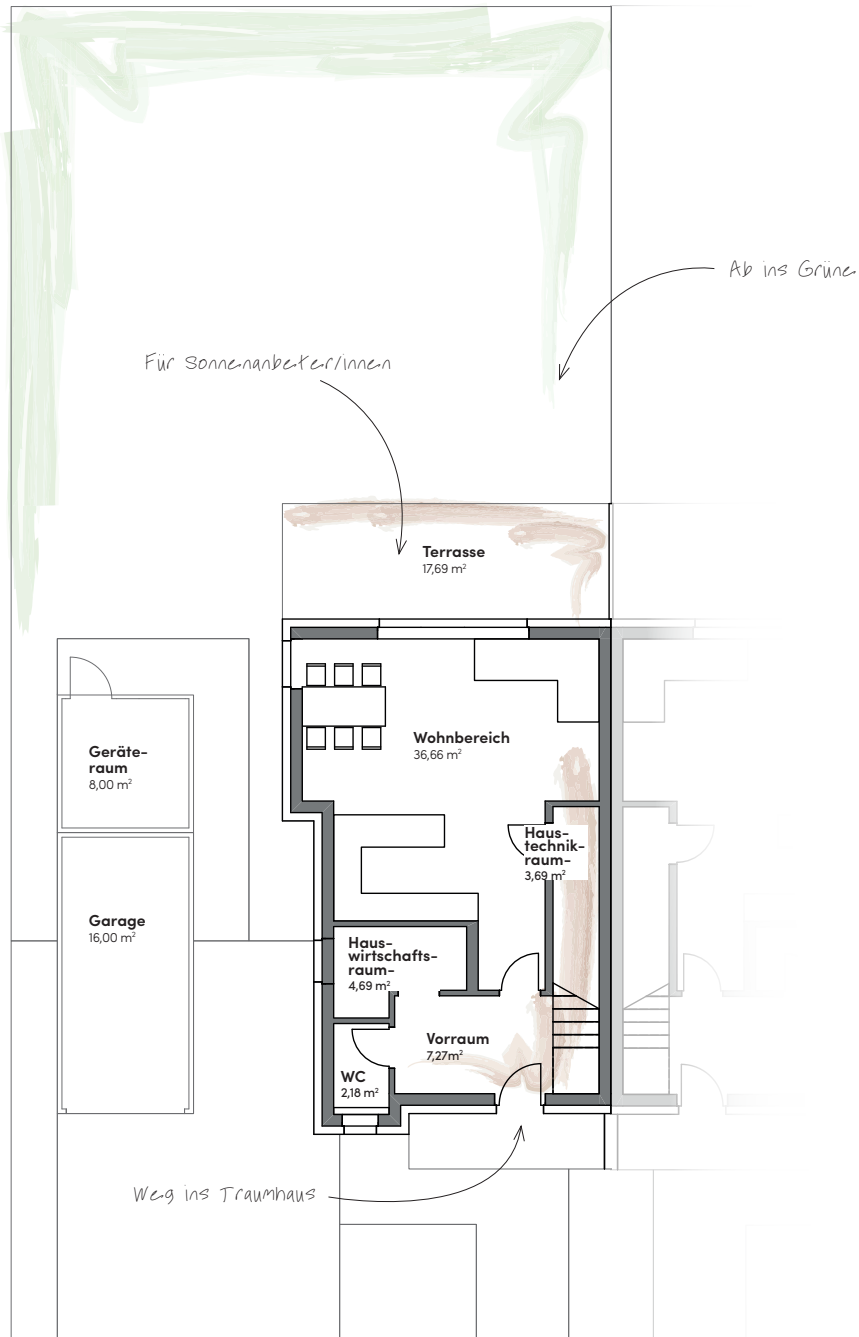 Ab ins Grüne
Für Sonnenanbeter/innen
Terrasse
17,69 m²
Wohnbereich
36,66 m²
Geräte-
raum
8,00 m²
Haus-
technik-
raum-
3,69 m²
Garage
16,00 m²
Haus-
wirtschafts-
raum-
4,69 m²
Vorraum
7,27m²
WC
2,18 m²
Weg ins Traumhaus